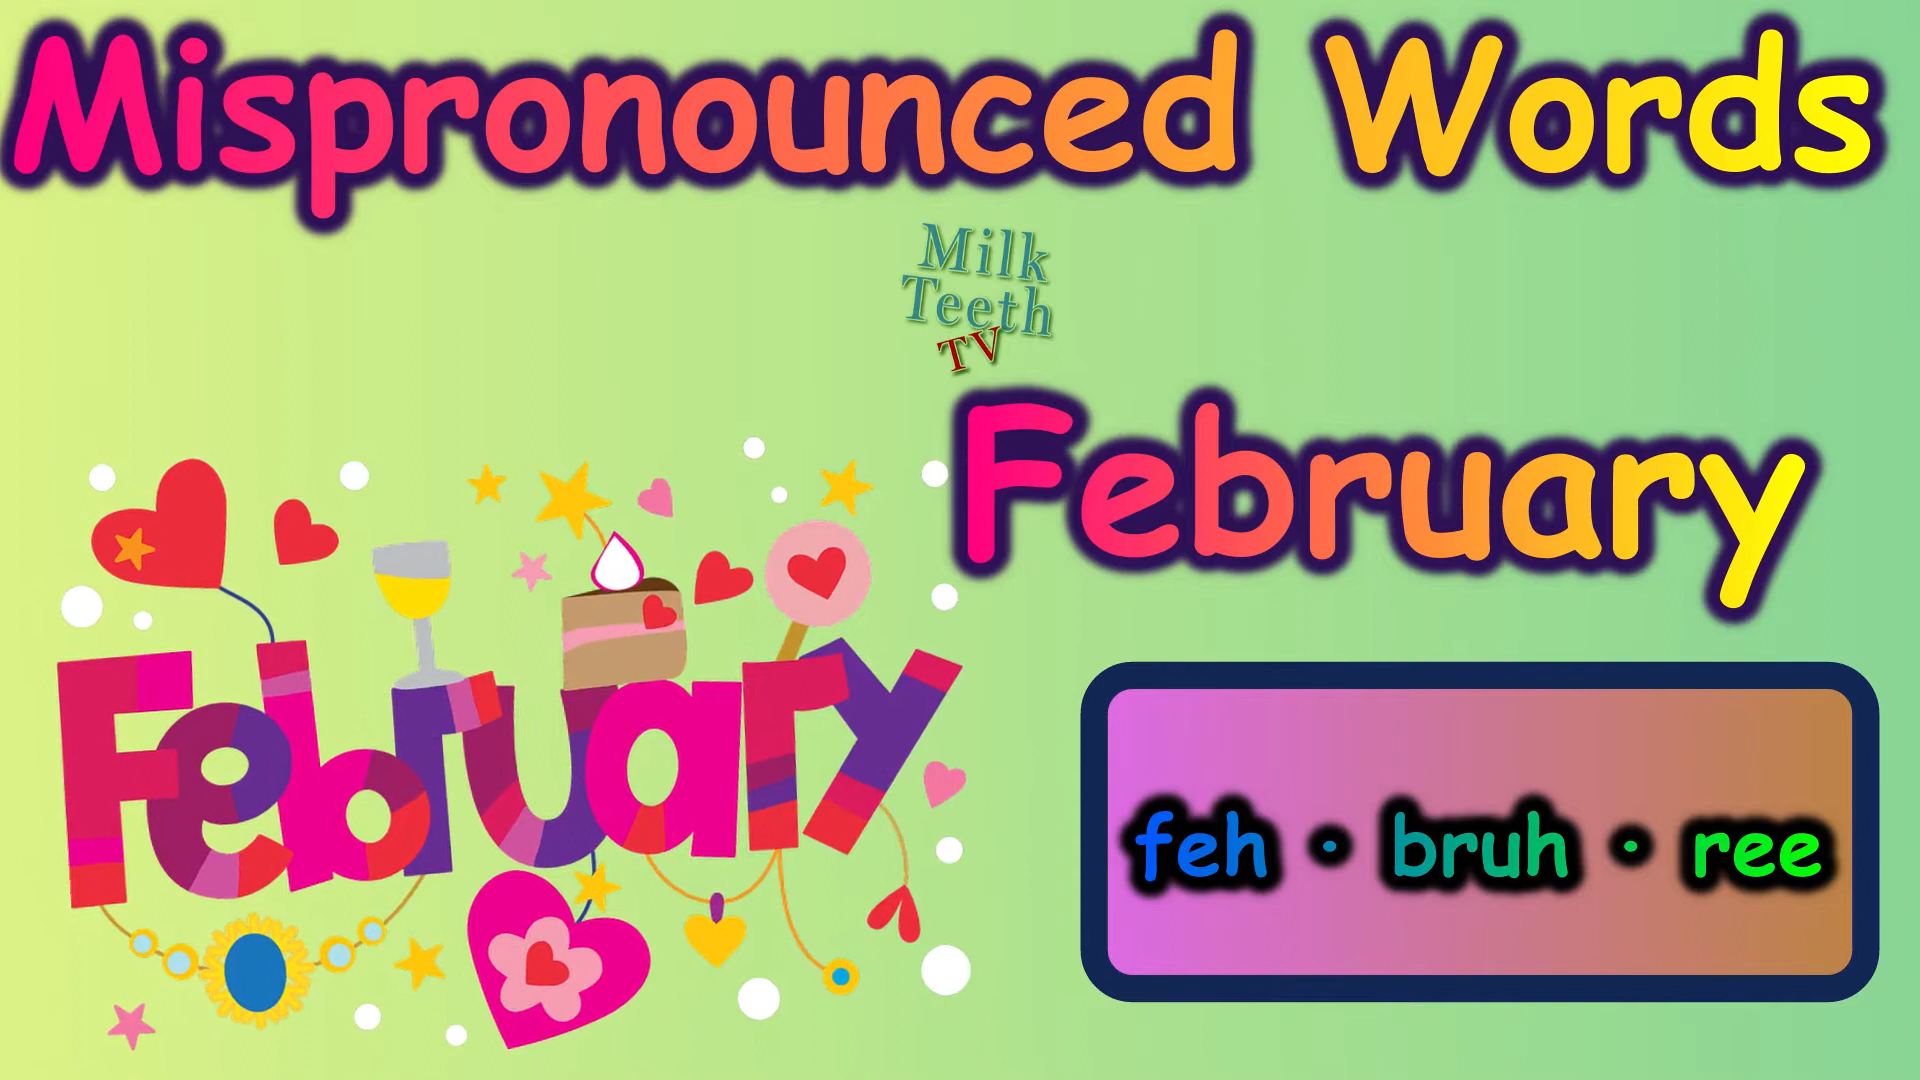 Mispronounced Words
Milk
Teeth
TV
February
February
feh • bruh • ree